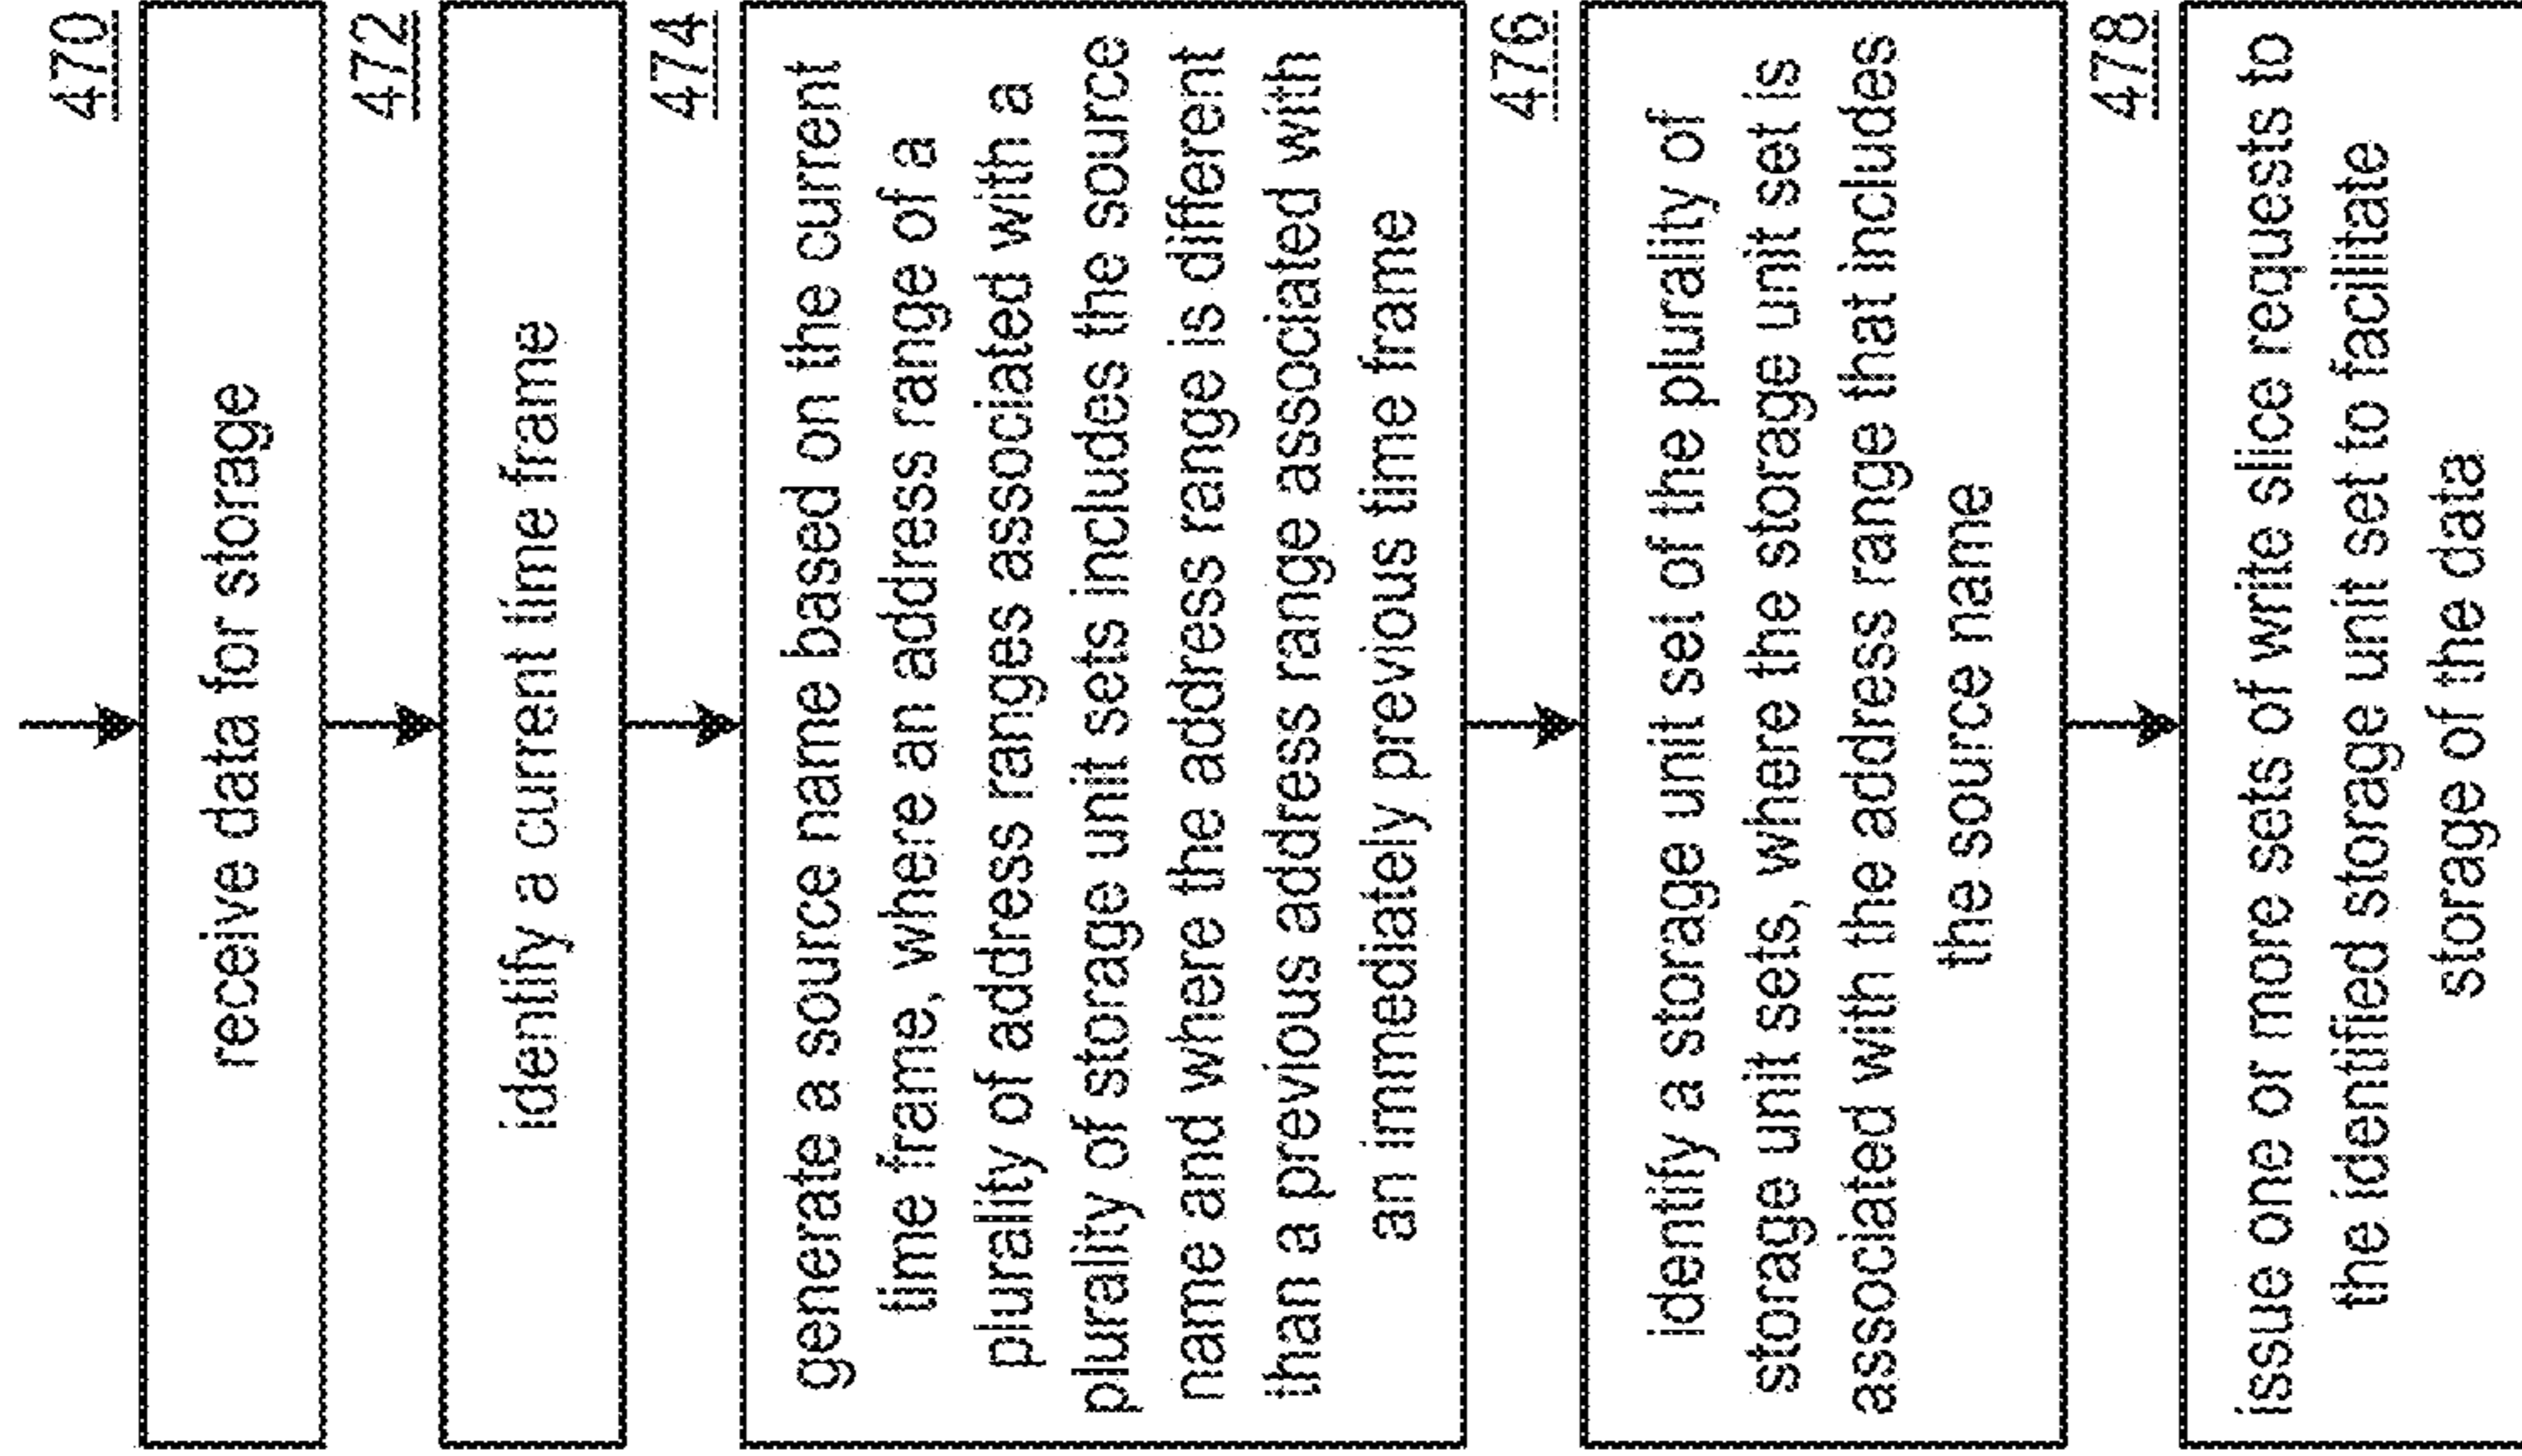 470
receive data for storage
472
identify a current time frame
474
generate a source name based on the current
time frame, where an address range of a
plurality of address ranges associated with a
plurality of storage unit sets includes the source
name and where the address range is different
than a previous address range associated with
an immediately previous time frame
476
identify a storage unit set of the plurality of
storage unit sets, where the storage unit set is
associated with the address range that includes
the source name
478
issue one or more sets of write slice requests to
the identified storage unit set to facilitate
storage of the data